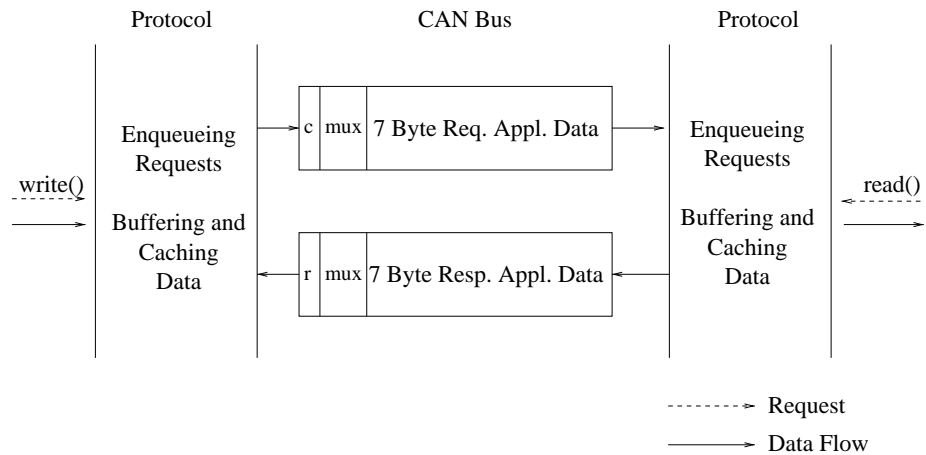 Protocol
CAN Bus
Protocol
c
mux
7 Byte Req. Appl. Data
Enqueueing
Requests
Enqueueing
Requests
write()
read()
Buffering and
Caching
Data
Buffering and
Caching
Data
r
mux
7 Byte Resp. Appl. Data
Request
Data Flow